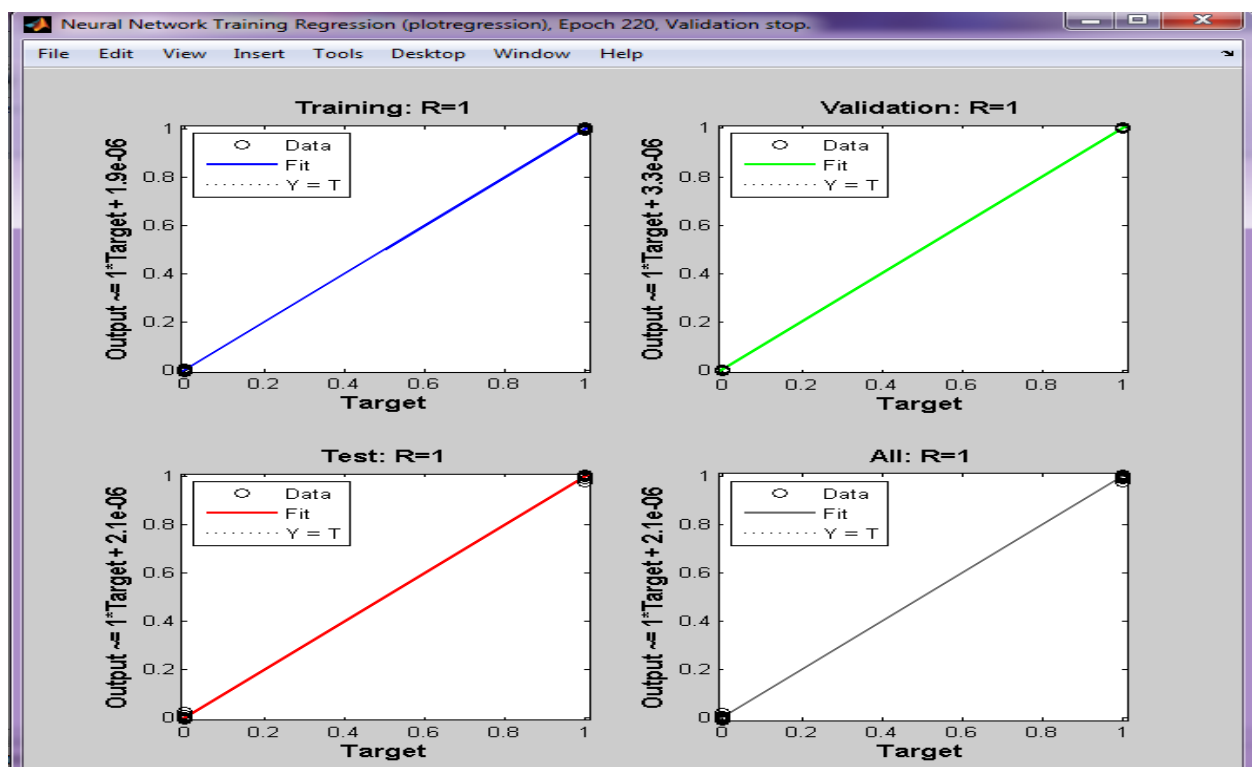 Neural Network Training Regression (plotregression), Epoch 220, Validation stop.
File Edit View Insert Tools Desktop Window Help
Training: R=1
Output ~= 1*Target + 1.9e-06
1
0.8
0.6
0.4
0.2
0
Data
Fit
Y = T
0 0.2 0.4 0.6 0.8 1
Target
Validation: R=1
Output ~= 1*Target + 3.3e-06
1
0.8
0.6
0.4
0.2
0
Data
Fit
Y = T
0 0.2 0.4 0.6 0.8 1
Target
Test: R=1
Output ~= 1*Target + 2.1e-06
1
0.8
0.6
0.4
0.2
0
Data
Fit
Y = T
0 0.2 0.4 0.6 0.8 1
Target
All: R=1
Output ~= 1*Target + 2.1e-06
1
0.8
0.6
0.4
0.2
0
Data
Fit
Y = T
0 0.2 0.4 0.6 0.8 1
Target